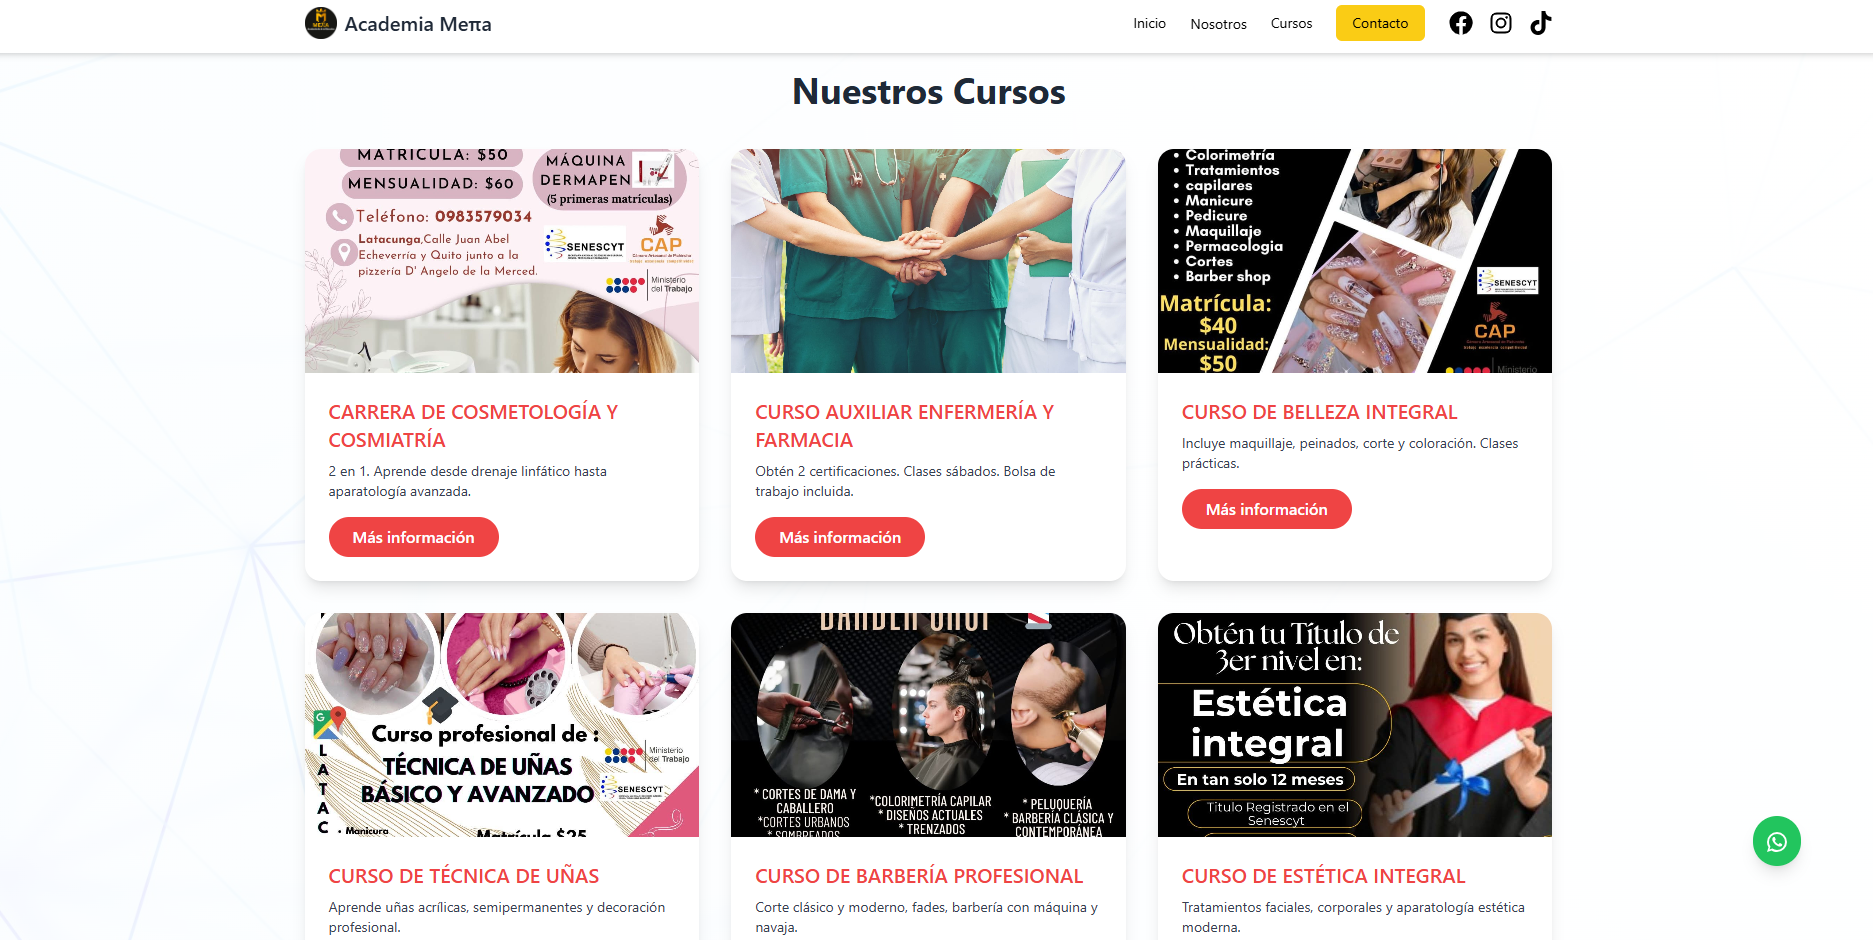 Academia Meπa
Inicio
Nosotros
Cursos
Contacto
Nuestros Cursos
MATRICULA: $50
MENSUALIDAD: $60
MÁQUINA
DERMAPEN
(5 primeras matrículas)
Teléfono: 0983579034
Latacunga,Calle Juan Abel
Echeverría y Quito junto a la
pizzería D' Angelo de la Merced.
SENESCYT
CAP
Ministerio
del Trabajo
• Colorimetría
• Tratamientos
• capilares
• Manicure
• Pedicure
• Maquillaje
• Permacologia
• Cortes
• Barber shop
Matrícula:
$40
Mensualidad:
$50
SENESCYT
CAP
Ministerio
CARRERA DE COSMETOLOGÍA Y
COSMIATRÍA
2 en 1. Aprende desde drenaje linfático hasta
aparatología avanzada.
Más información
CURSO AUXILIAR ENFERMERÍA Y
FARMACIA
Obtén 2 certificaciones. Clases sábados. Bolsa de
trabajo incluida.
Más información
CURSO DE BELLEZA INTEGRAL
Incluye maquillaje, peinados, corte y coloración. Clases
prácticas.
Más información
LATAC
Curso profesional de :
TÉCNICA DE UÑAS
BÁSICO Y AVANZADO
• Manicura
Matrícula $25
Ministerio
del Trabajo
SENESCYT
BARBER SHOP
* CORTES DE DAMA Y
CABALLERO
*CORTES URBANOS
* SOMBREADOS
*COLORIMETRÍA CAPILAR
* DISEÑOS ACTUALES
* TRENZADOS
* PELUQUERÍA
* BARBERÍA CLÁSICA Y
CONTEMPORÁNEA
Obtén tu Título de
3er nivel en:
Estética
integral
En tan solo 12 meses
Titulo Registrado en el
Senescyt
CURSO DE TÉCNICA DE UÑAS
Aprende uñas acrílicas, semipermanentes y decoración
profesional.
CURSO DE BARBERÍA PROFESIONAL
Corte clásico y moderno, fades, barbería con máquina y
navaja.
CURSO DE ESTÉTICA INTEGRAL
Tratamientos faciales, corporales y aparatología estética
moderna.